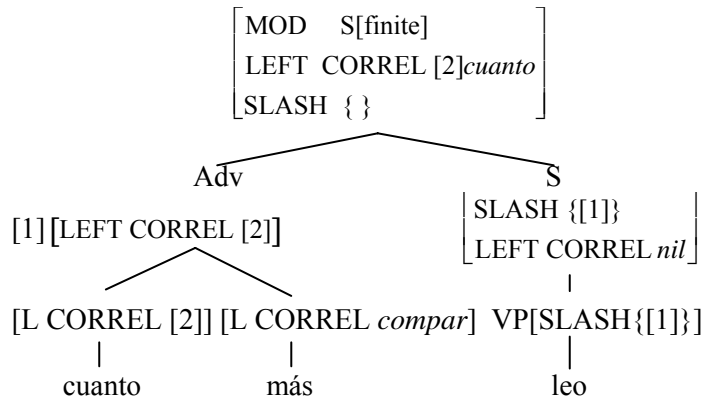 MOD S[finite]
LEFT CORREL [2]cuanto
SLASH { }
Adv S
[1][LEFT CORREL [2]] SLASH {[1]}
LEFT CORREL nil
[L CORREL [2]] [L CORREL compar] VP[SLASH{[1]}]
cuanto más leo